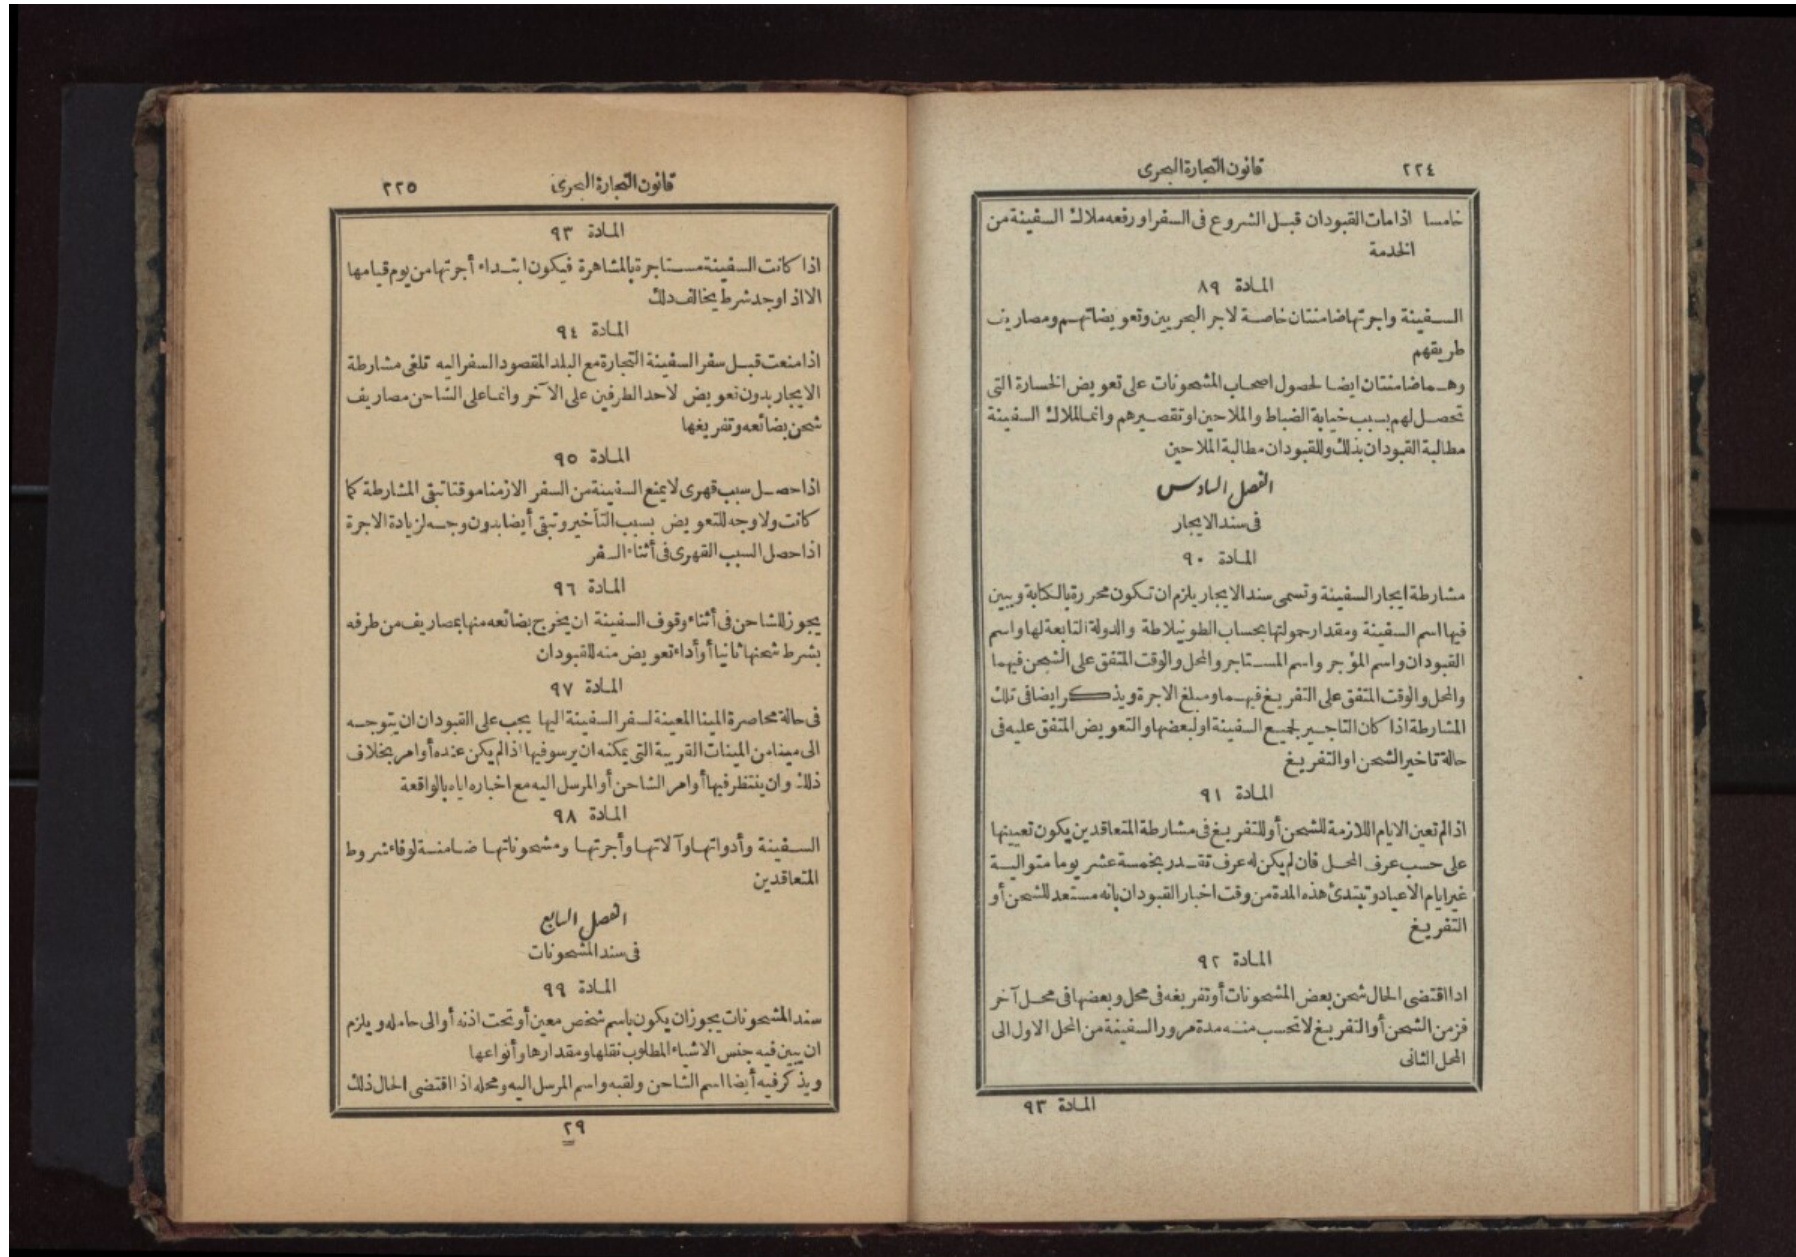 ٢٢٤
قانون التجارة البحرى
خامسا اذا مات القبودان قبل الشروع فى السفر او رفعه ملاك السفينة من
الخدمة
المادة ٨٩
السفينة واجرتها ضامنتان خاصة لاجر البحريين وتعويضاتهم ومصاريف
طريقهم
وهما ضامنتان ايضا لحصول اصحاب المشحونات على تعويض الخسارة التى
تحصل لهم بسبب خيانة الضباط والملاحين او تقصيرهم وانما لملاك السفينة
مطالبة القبودان بذلك وللقبودان مطالبة الملاحين
الفصل السادس
فى سند الايجار
المادة ٩٠
مشارطة ايجار السفينة وتسمى سند الايجار يلزم ان تكون محررة بالكتابة ويبين
فيها اسم السفينة ومقدار حمولتها بحساب الطونيلاطة والدولة التابعة لها واسم
القبودان واسم المؤجر واسم المستاجر والمحل والوقت المتفق على الشحن فيهما
والمحل والوقت المتفق على التفريغ فيهما ومبلغ الاجرة ويذكر ايضا فى تلك
المشارطة اذا كان التاجير لجميع السفينة او لبعضها والتعويض المتفق عليه فى
حالة تاخير الشحن او التفريغ
المادة ٩١
اذا لم تعين الايام اللازمة للشحن أو للتفريغ فى مشارطة المتعاقدين يكون تعيينها
على حسب عرف المحل فان لم يكن له عرف تقدر بخمسة عشر يوما متوالية
غير ايام الاعياد وتبتدئ هذه المدة من وقت اخبار القبودان بانه مستعد للشحن أو
التفريغ
المادة ٩٢
ادا اقتضى الحال شحن بعض المشحونات أو تفريغه فى محل وبعضها فى محل آخر
فزمن الشحن أو التفريغ لا تحسب منه مدة مرور السفينة من المحل الاول الى
المحل الثانى
المادة ٩٣
قانون التجارة البحرى
٢٢٥
المادة ٩٣
اذا كانت السفينة مستاجرة بالمشاهرة فيكون ابتداء أجرتها من يوم قيامها
الا اذا وجد شرط يخالف دلك
المادة ٩٤
اذا منعت قبل سفر السفينة التجارة مع البلد المقصود السفر اليه تلغى مشارطة
الايجار بدون تعويض لاحد الطرفين على الآخر وانما على الشاحن مصاريف
شحن بضائعه وتفريغها
المادة ٩٥
اذا حصل سبب قهرى لا يمنع السفينة من السفر الا زمنا موقتا تبقى المشارطة كما
كانت ولا وجه للتعويض بسبب التأخير وتبقى أيضا بدون وجه لزيادة الاجرة
اذا حصل السبب القهرى فى أثناء السفر
المادة ٩٦
يجوز للشاحن فى أثناء وقوف السفينة ان يخرج بضائعه منها بمصاريف من طرفه
بشرط شحنها ثانيا أو أداء تعويض منه للقبودان
المادة ٩٧
فى حالة محاصرة المينا المعينة لسفر السفينة اليها يجب على القبودان ان يتوجه
الى مينا من المينات القريبة التى يمكنه ان يرسو فيها اذا لم يكن عنده أوامر بخلاف
ذلك وان ينتظر فيها أوامر الشاحن أو المرسل اليه مع اخباره اياه بالواقعة
المادة ٩٨
السفينة وأدواتها وآلاتها وأجرتها ومشحوناتها ضامنة لوفاء شروط
المتعاقدين
الفصل السابع
فى سند المشحونات
المادة ٩٩
سند المشحونات يجوز ان يكون باسم شخص معين أو تحت اذنه أو الى حامله ويلزم
ان يبين فيه جنس الاشياء المطلوب نقلها ومقدارها وأنواعها
ويذكر فيه أيضا اسم الشاحن ولقبه واسم المرسل اليه ومحله اذا اقتضى الحال ذلك
٢٩